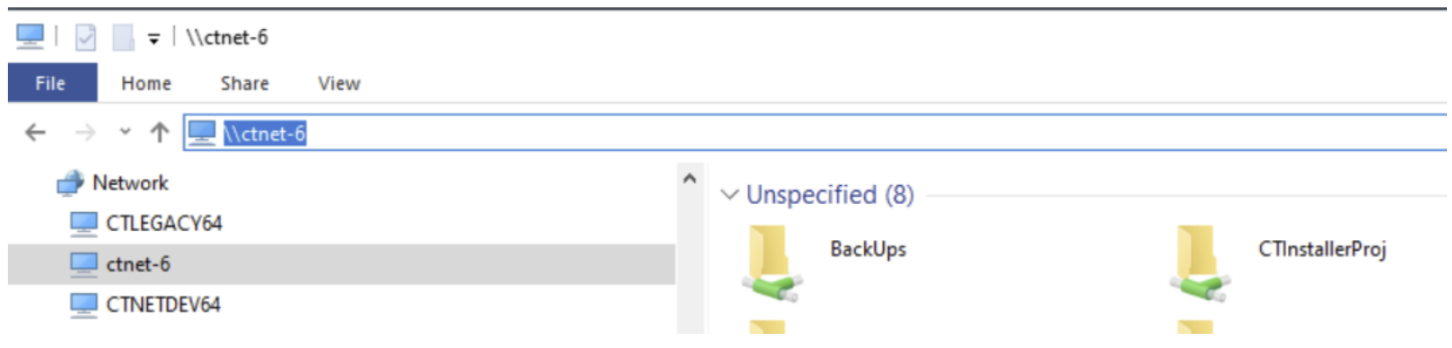 \\ctnet-6
File Home Share View
\\ctnet-6
Network
CTLEGACY64
ctnet-6
CTNETDEV64
Unspecified (8)
BackUps CTInstallerProj